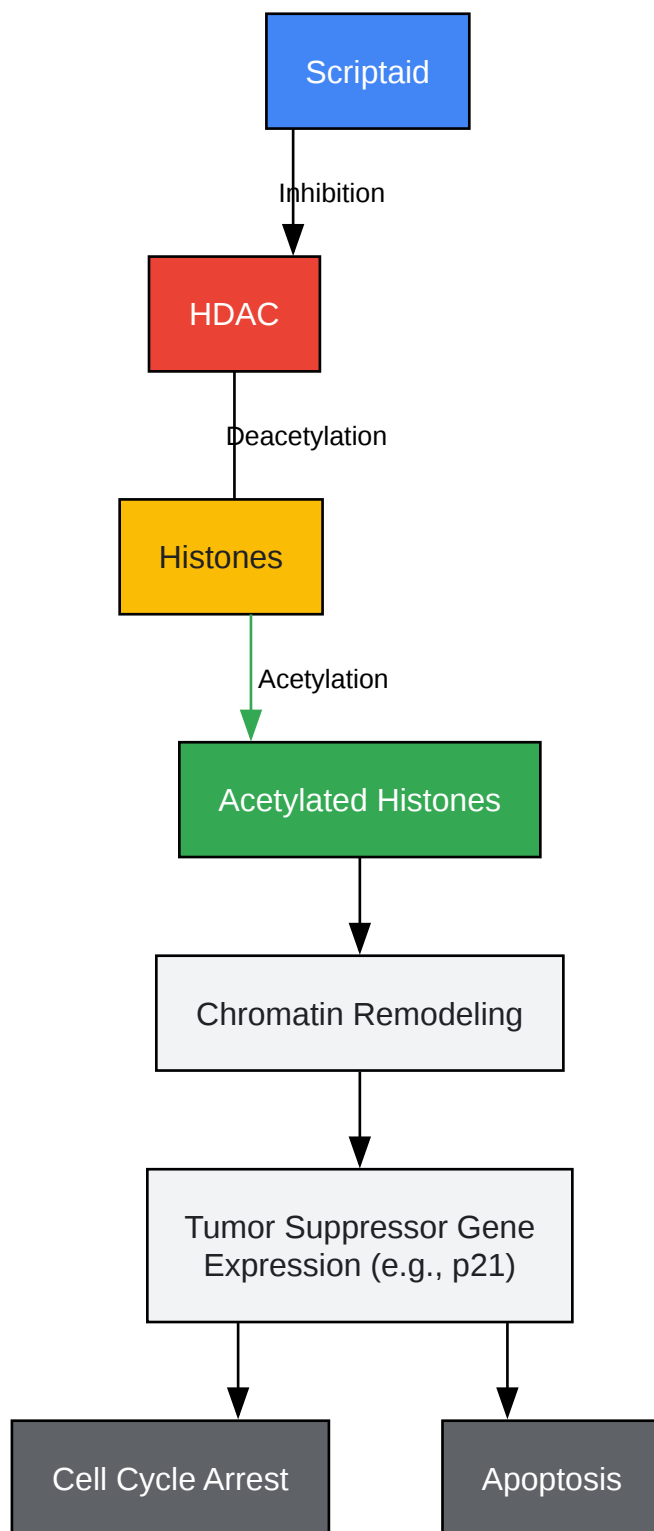 Scriptaid
Inhibition
HDAC
Deacetylation
Histones
Acetylation
Acetylated Histones
Chromatin Remodeling
Tumor Suppressor Gene
Expression (e.g., p21)
Cell Cycle Arrest
Apoptosis